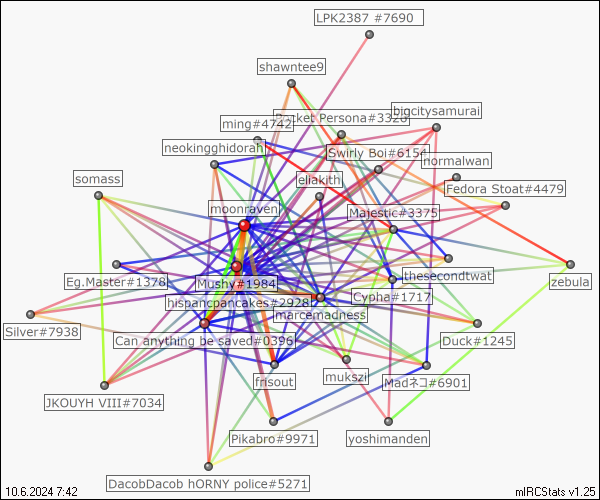 LPK2387 #7690
shawntee9
bigcitysamurai
Pocket Persona#3326
ming#4742
neokingghidorah
Swirly Boi#6154
normalwan
somass
eliakith
Fedora Stoat#4479
moonraven
Majestic#3375
Eg.Master#1378
Mushy#1984
thesecondtwat
zebula
hispancpancakes#2928
Cypha#1717
marcemadness
Silver#7938
Can anything be saved#0396
Duck#1245
frisout
mukszi
Madネコ#6901
JKOUYH VIII#7034
Pikabro#9971
yoshimanden
DacobDacob hORNY police#5271
10.6.2024 7:42
mIRCStats v1.25